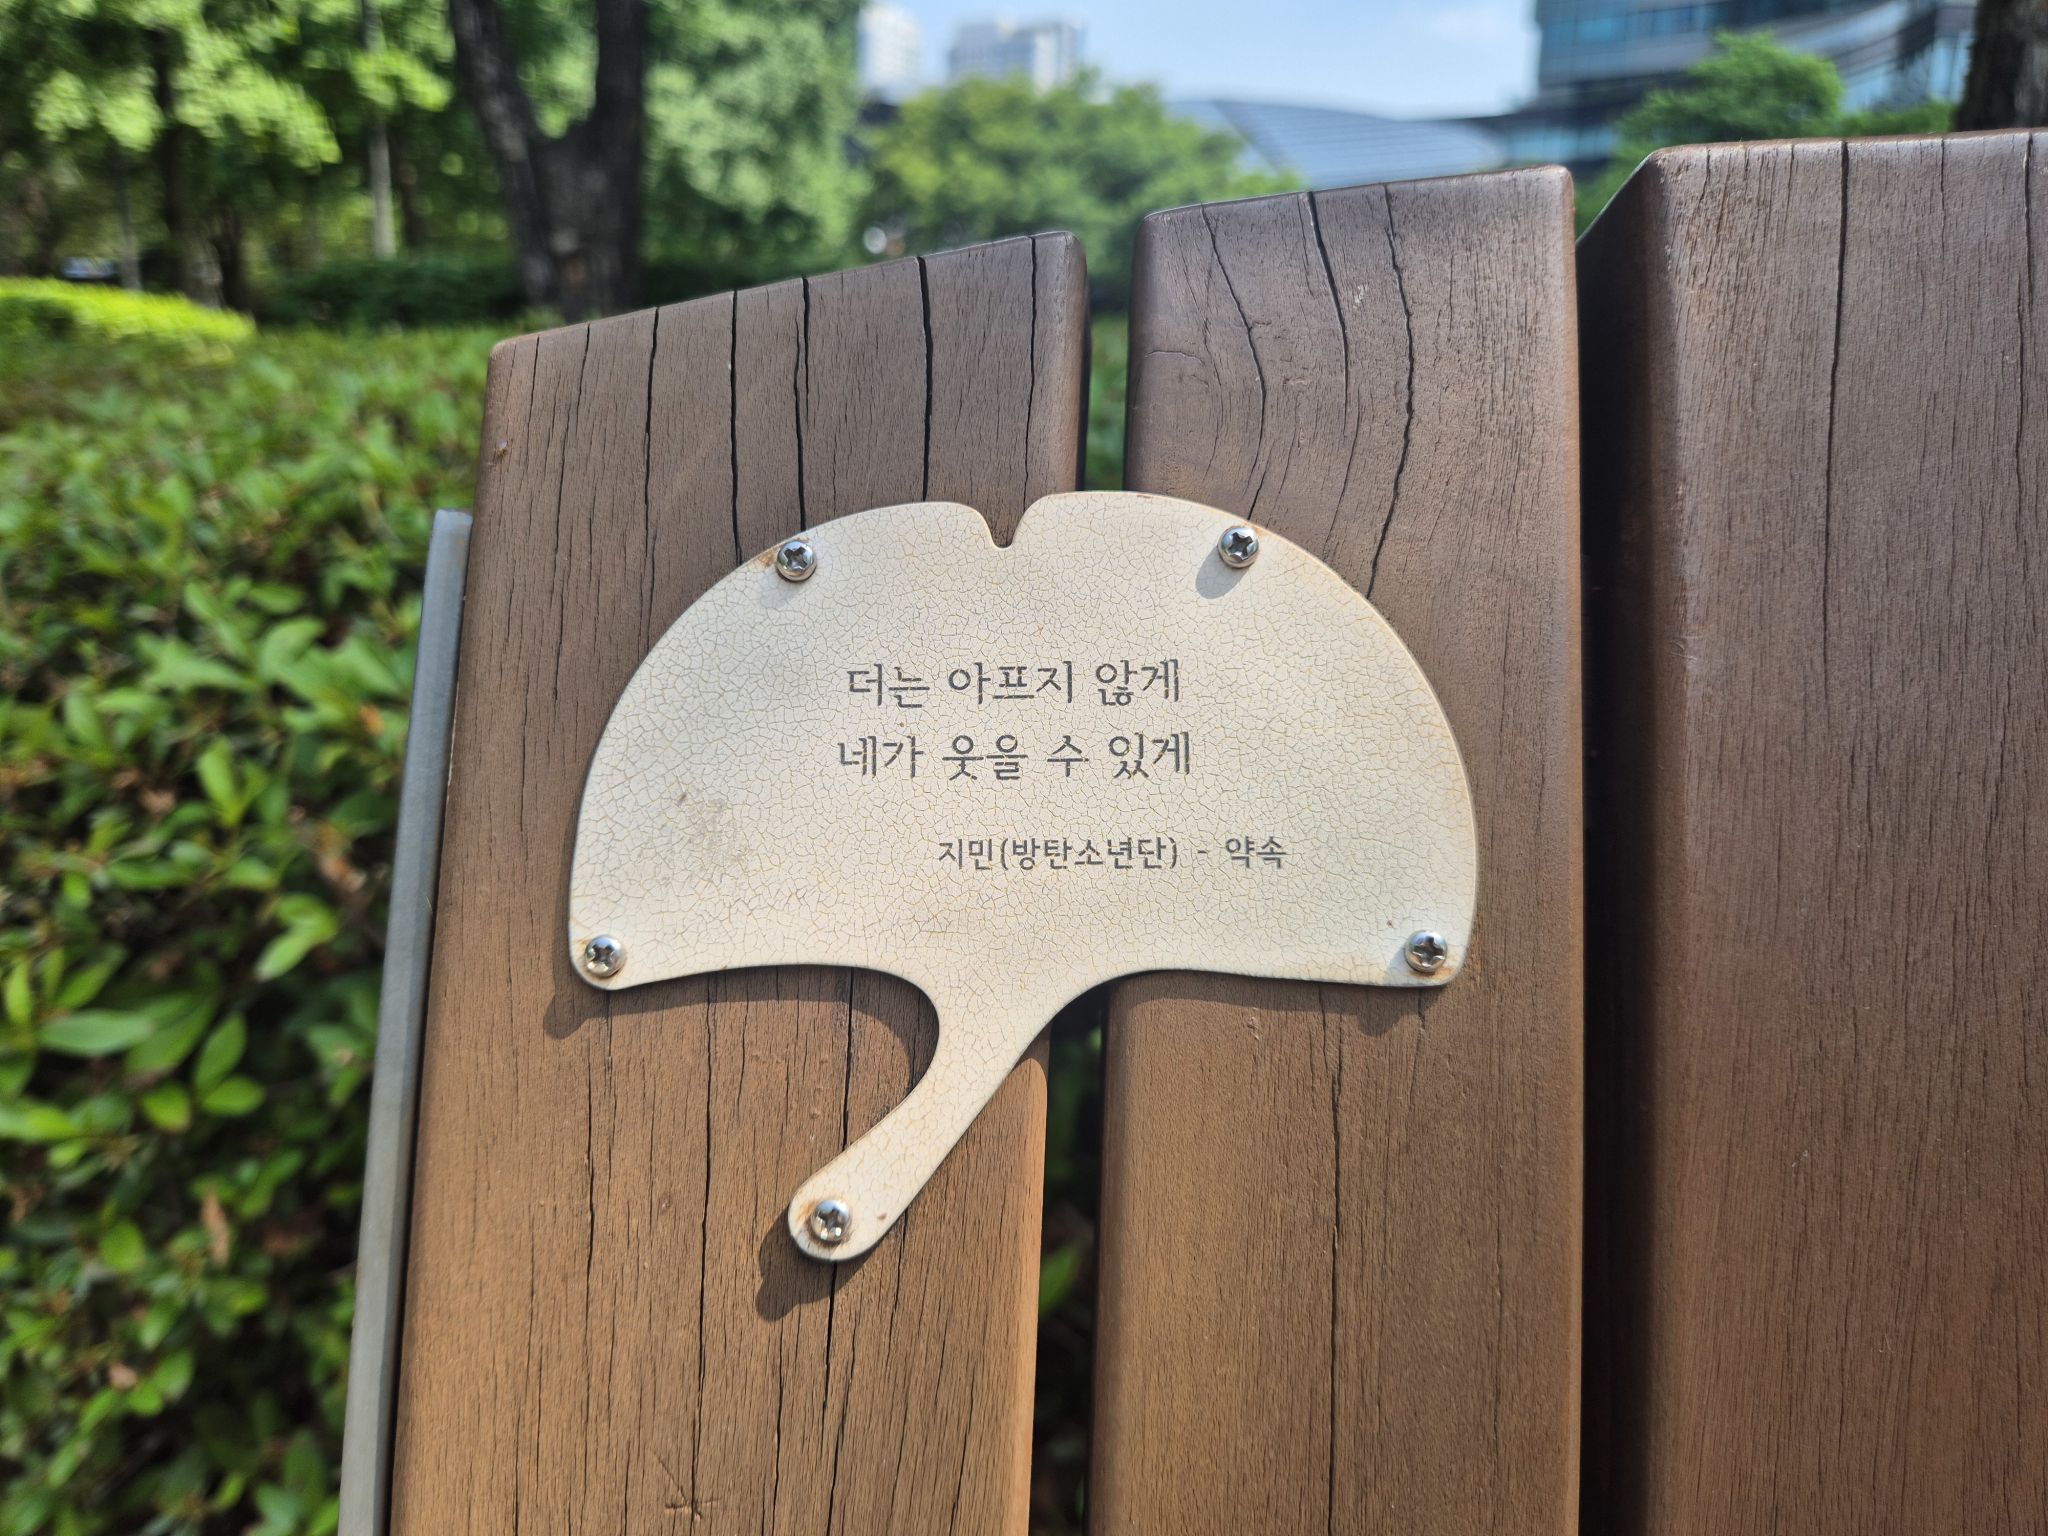 더는 아프지 않게
네가 웃을 수 있게
지민(방탄소년단) - 약속